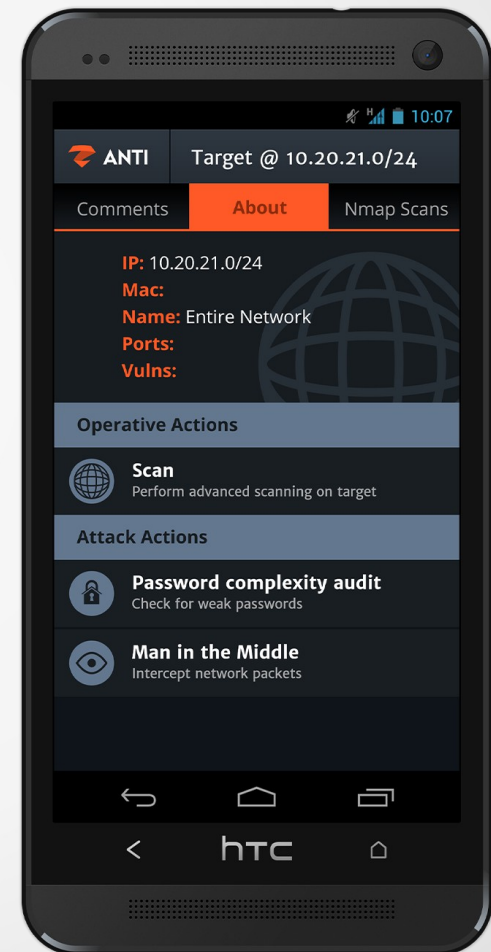 H 10:07
ANTI Target @ 10.20.21.0/24
Comments About Nmap Scans
IP: 10.20.21.0/24
Mac:
Name: Entire Network
Ports:
Vulns:
Operative Actions
Scan
Perform advanced scanning on target
Attack Actions
Password complexity audit
Check for weak passwords
Man in the Middle
Intercept network packets
hTC